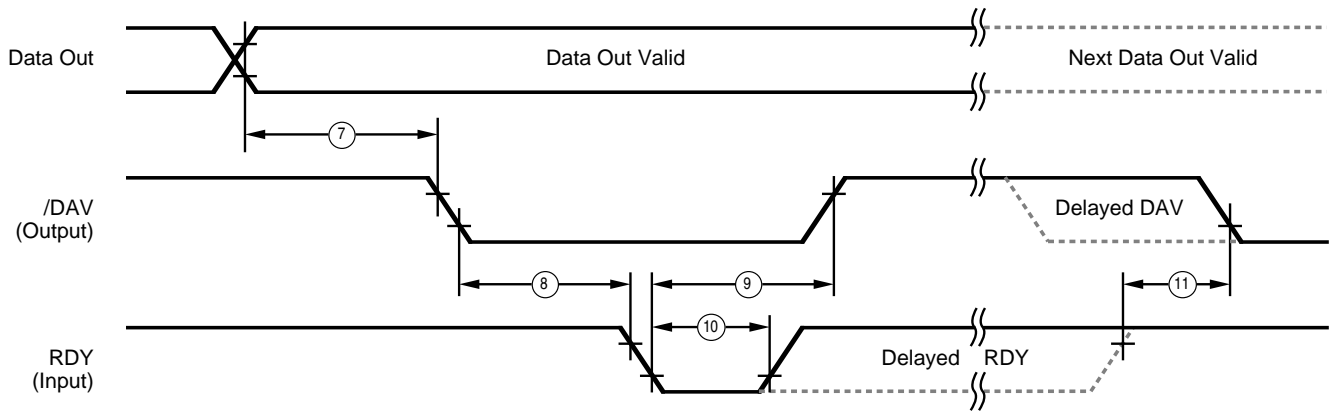 Data Out
Data Out Valid
Next Data Out Valid
7
/DAV
(Output)
Delayed DAV
8
9
11
10
RDY
(Input)
Delayed RDY